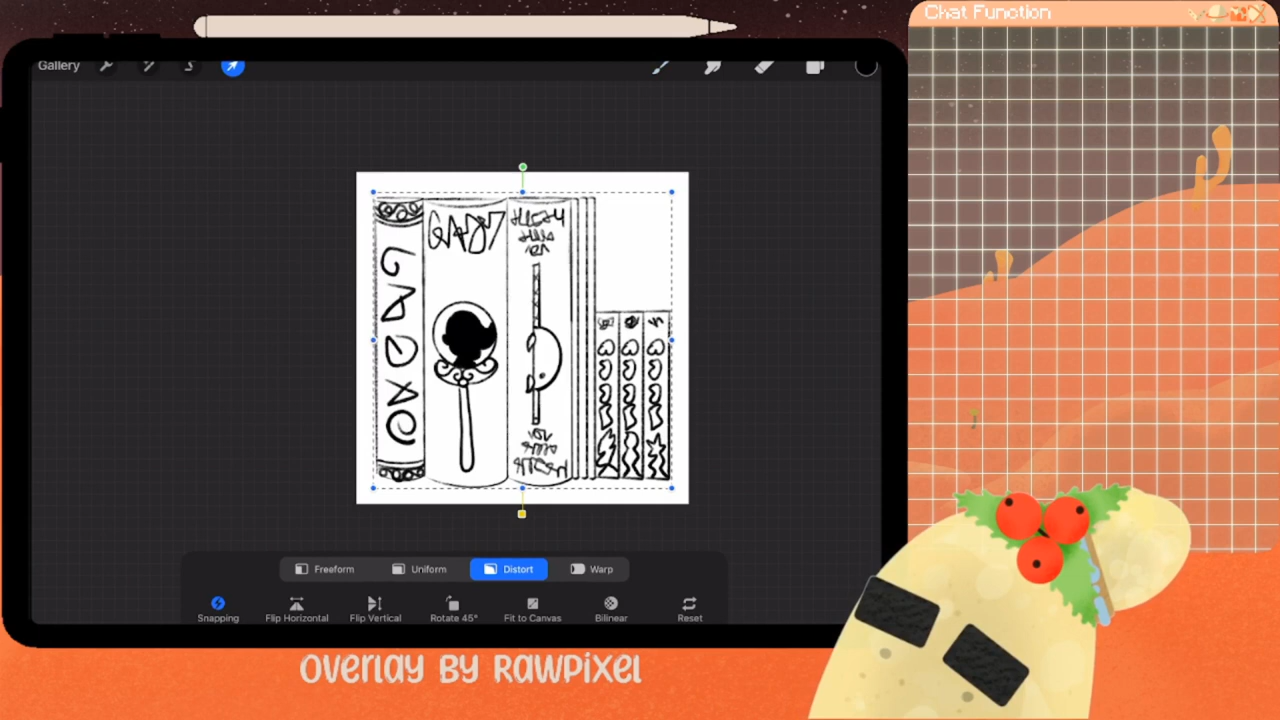 Chat Function
Gallery
Freeform Uniform Distort Warp
Snapping Flip Horizontal Flip Vertical Rotate 45° Fit to Canvas Bilinear Reset
OVERLAY BY RAWPIXEL